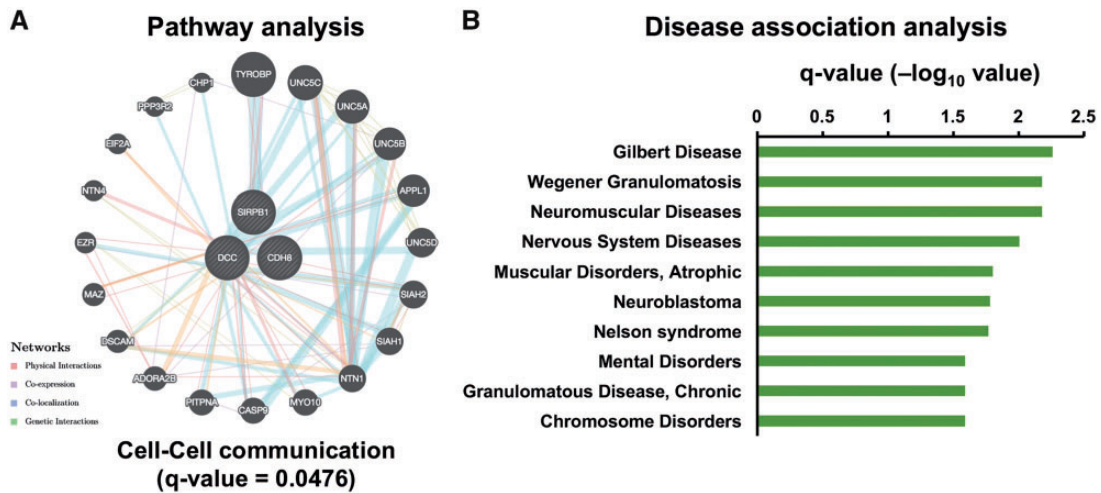 A
Pathway analysis
TYROBP
CHP1
UNC5C
PPP3R2
UNC5A
EIF2A
UNC5B
NTN4
APPL1
SIRPB1
EZR
UNC5D
DCC
CDH8
MAZ
SIAH2
DSCAM
SIAH1
ADORA2B
NTN1
PITPNA
CASP9
MYO10
Networks
Physical Interactions
Co-expression
Co-localization
Genetic Interactions
Cell-Cell communication
(q-value = 0.0476)
B
Disease association analysis
q-value (–log10 value)
0 0.5 1 1.5 2 2.5
Gilbert Disease
Wegener Granulomatosis
Neuromuscular Diseases
Nervous System Diseases
Muscular Disorders, Atrophic
Neuroblastoma
Nelson syndrome
Mental Disorders
Granulomatous Disease, Chronic
Chromosome Disorders